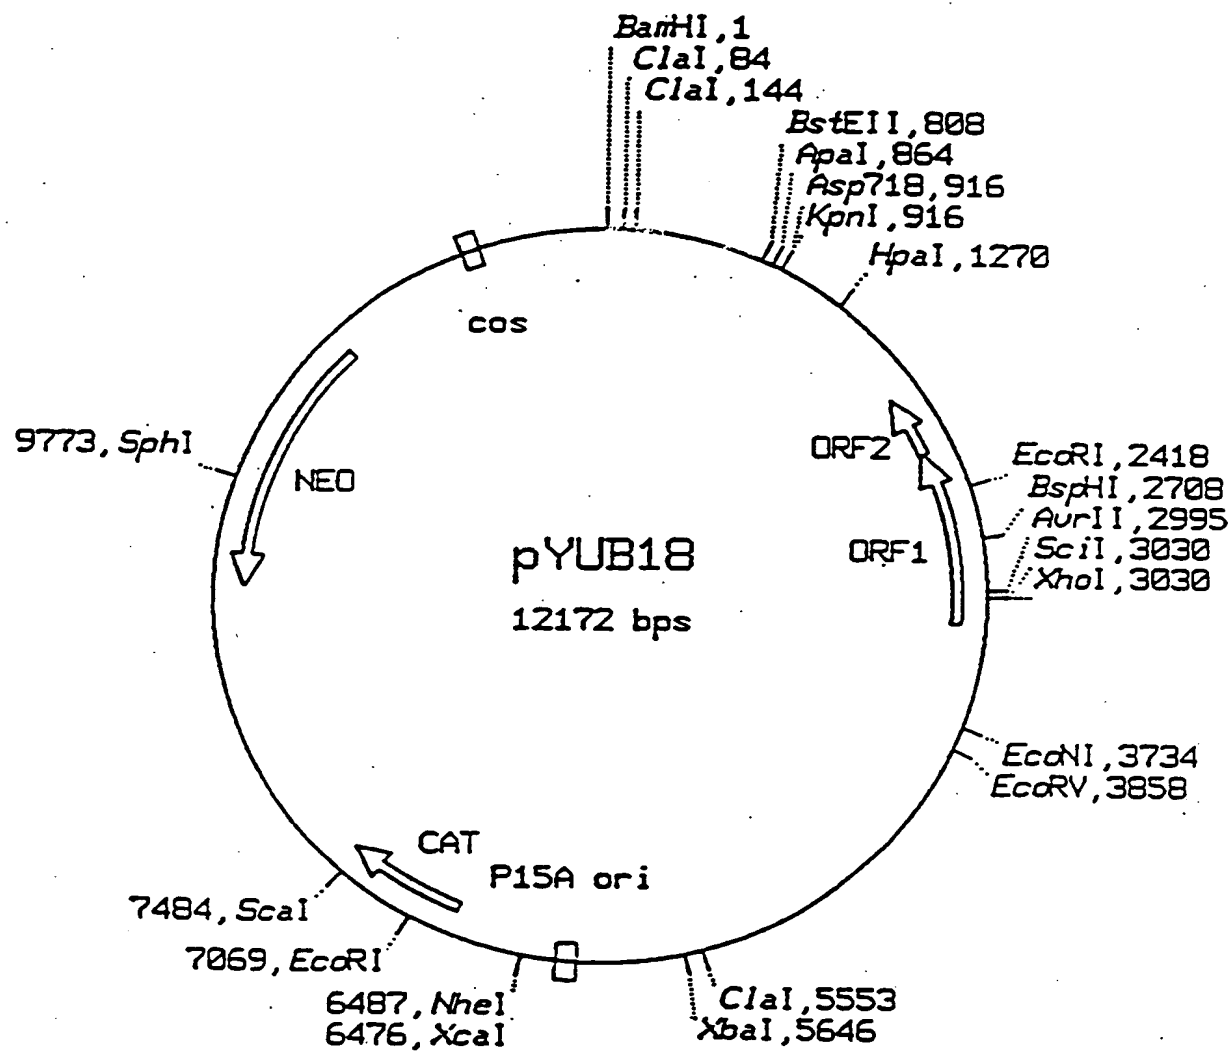 BamHI,1
ClaI,84
ClaI,144
BstEII,808
ApaI,864
Asp718,916
KpnI,916
HpaI,1270
cos
9773,SphI
NEO
ORF2
EcoRI,2418
BspHI,2708
AvrII,2995
SciI,3030
XhoI,3030
ORF1
pYUB18
12172 bps
EcoNI,3734
EcoRV,3858
CAT
P15A ori
7484,ScaI
7069,EcoRI
6487,NheI
6476,XcaI
ClaI,5553
XbaI,5646